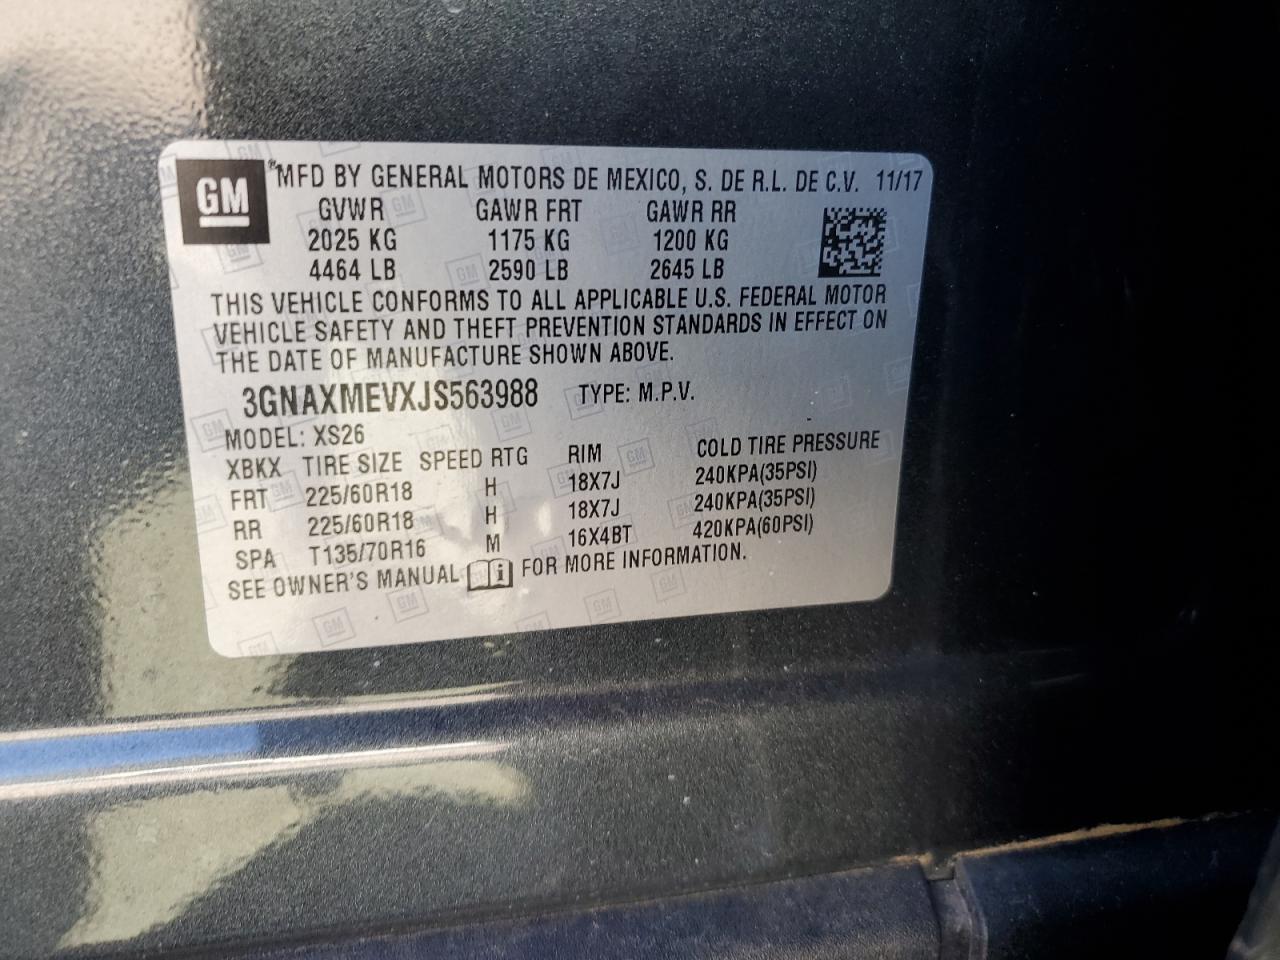 GM
MFD BY GENERAL MOTORS DE MEXICO, S. DE R.L. DE C.V. 11/17
GVWR GAWR FRT GAWR RR
2025 KG 1175 KG 1200 KG
4464 LB 2590 LB 2645 LB
THIS VEHICLE CONFORMS TO ALL APPLICABLE U.S. FEDERAL MOTOR
VEHICLE SAFETY AND THEFT PREVENTION STANDARDS IN EFFECT ON
THE DATE OF MANUFACTURE SHOWN ABOVE.
3GNAXMEVXJS563988 TYPE: M.P.V.
MODEL: XS26
XBKX TIRE SIZE SPEED RTG RIM COLD TIRE PRESSURE
FRT 225/60R18 H 18X7J 240KPA(35PSI)
RR 225/60R18 H 18X7J 240KPA(35PSI)
SPA T135/70R16 M 16X4BT 420KPA(60PSI)
SEE OWNER'S MANUAL FOR MORE INFORMATION.